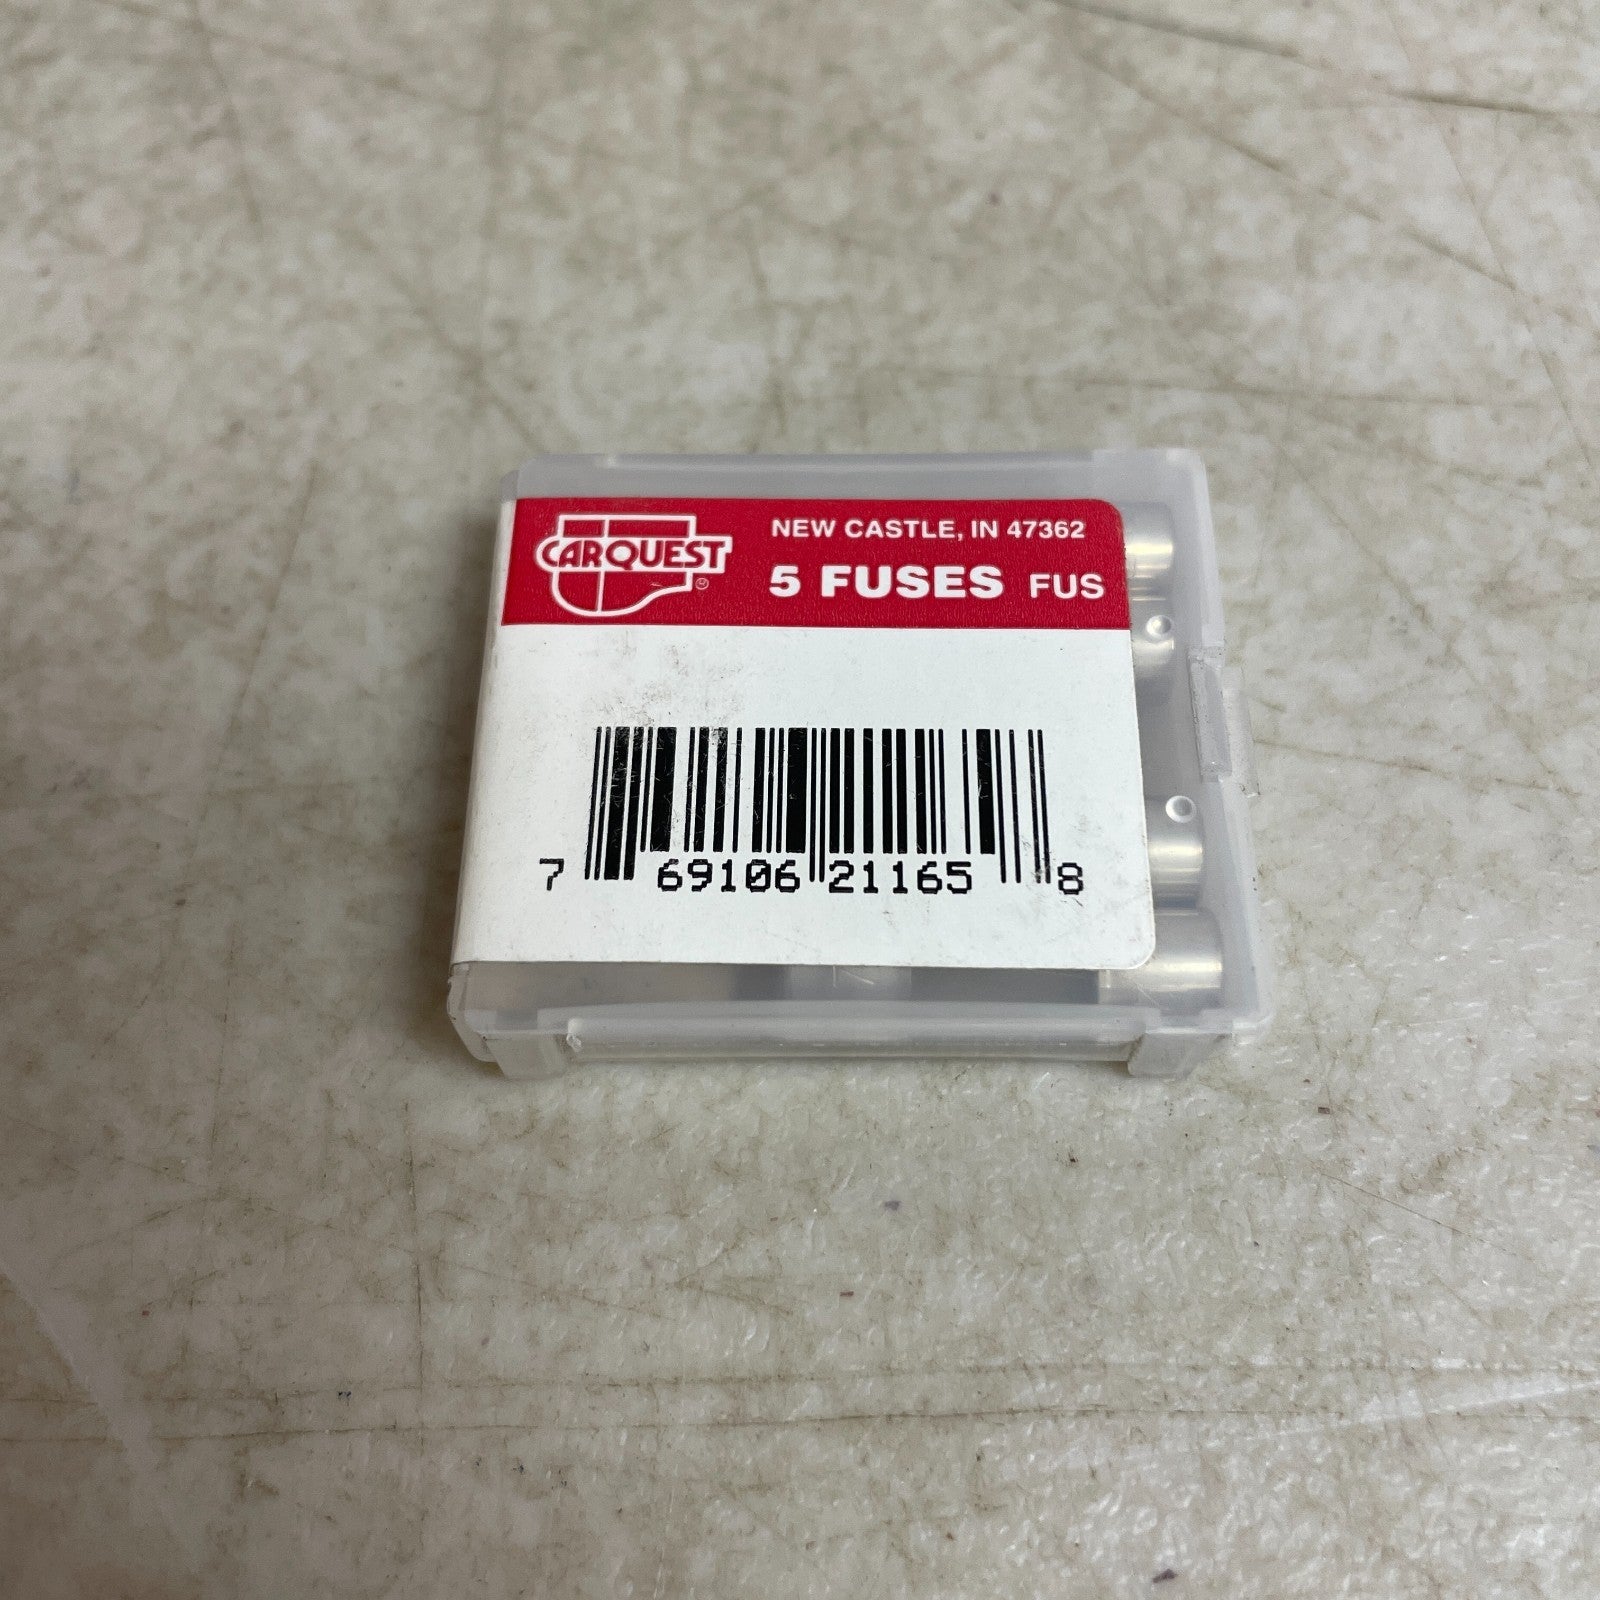 CARQUEST®
NEW CASTLE, IN 47362
5 FUSES FUS
7 69106 21165 8